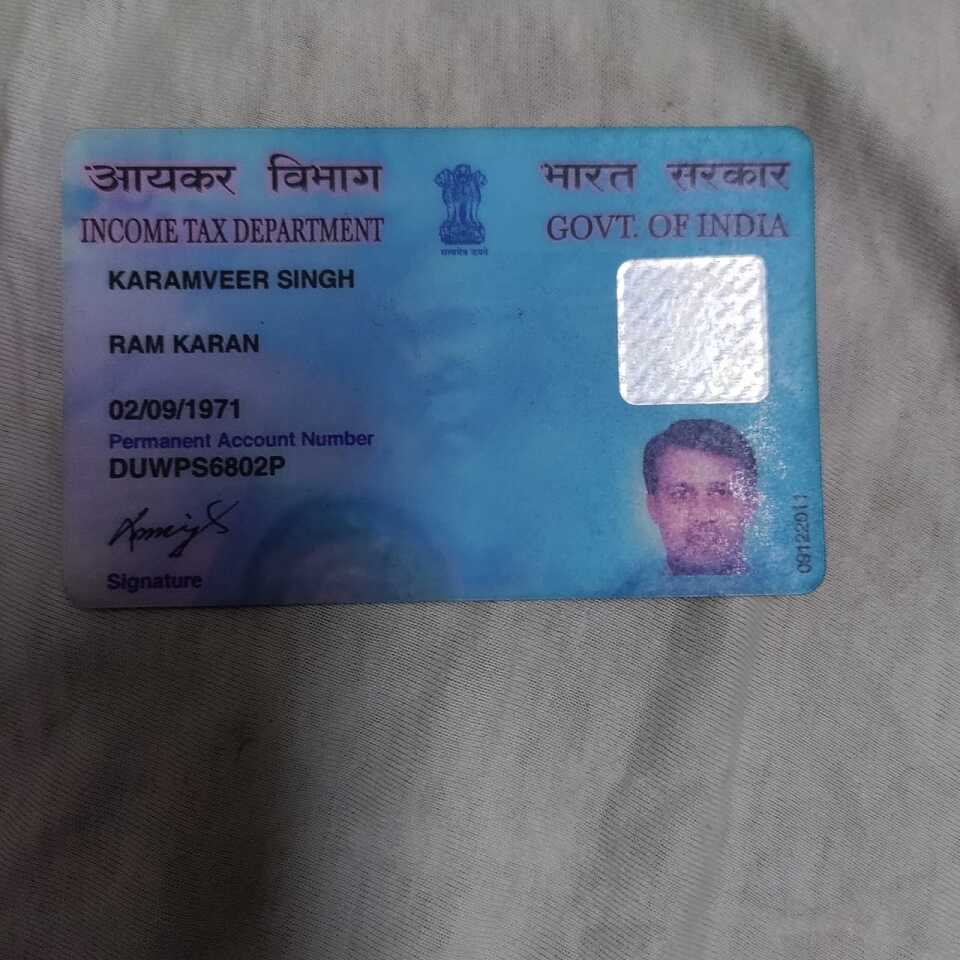 आयकर विभाग
INCOME TAX DEPARTMENT
भारत सरकार
GOVT. OF INDIA
सत्यमेव जयते
KARAMVEER SINGH
RAM KARAN
02/09/1971
Permanent Account Number
DUWPS6802P
Signature
09122011